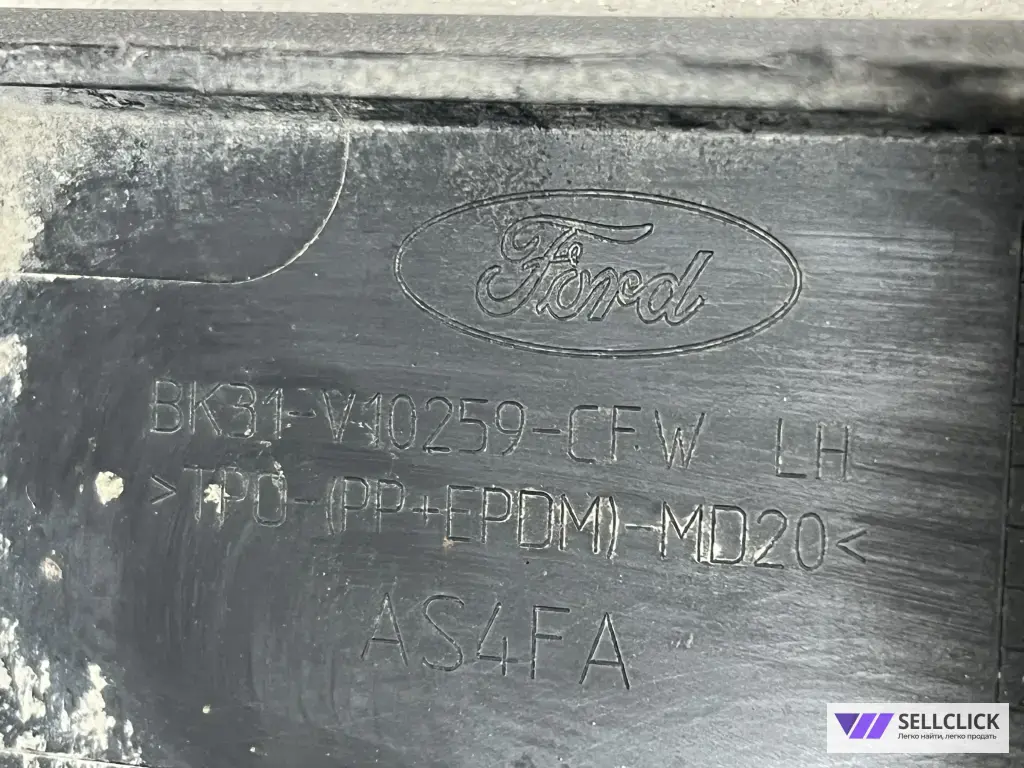 Ford
BK31-V10259-CFW LH
>TPO-(PP+EPDM)-MD20<
AS4FA
SELLCLICK
Легко найти, легко продать